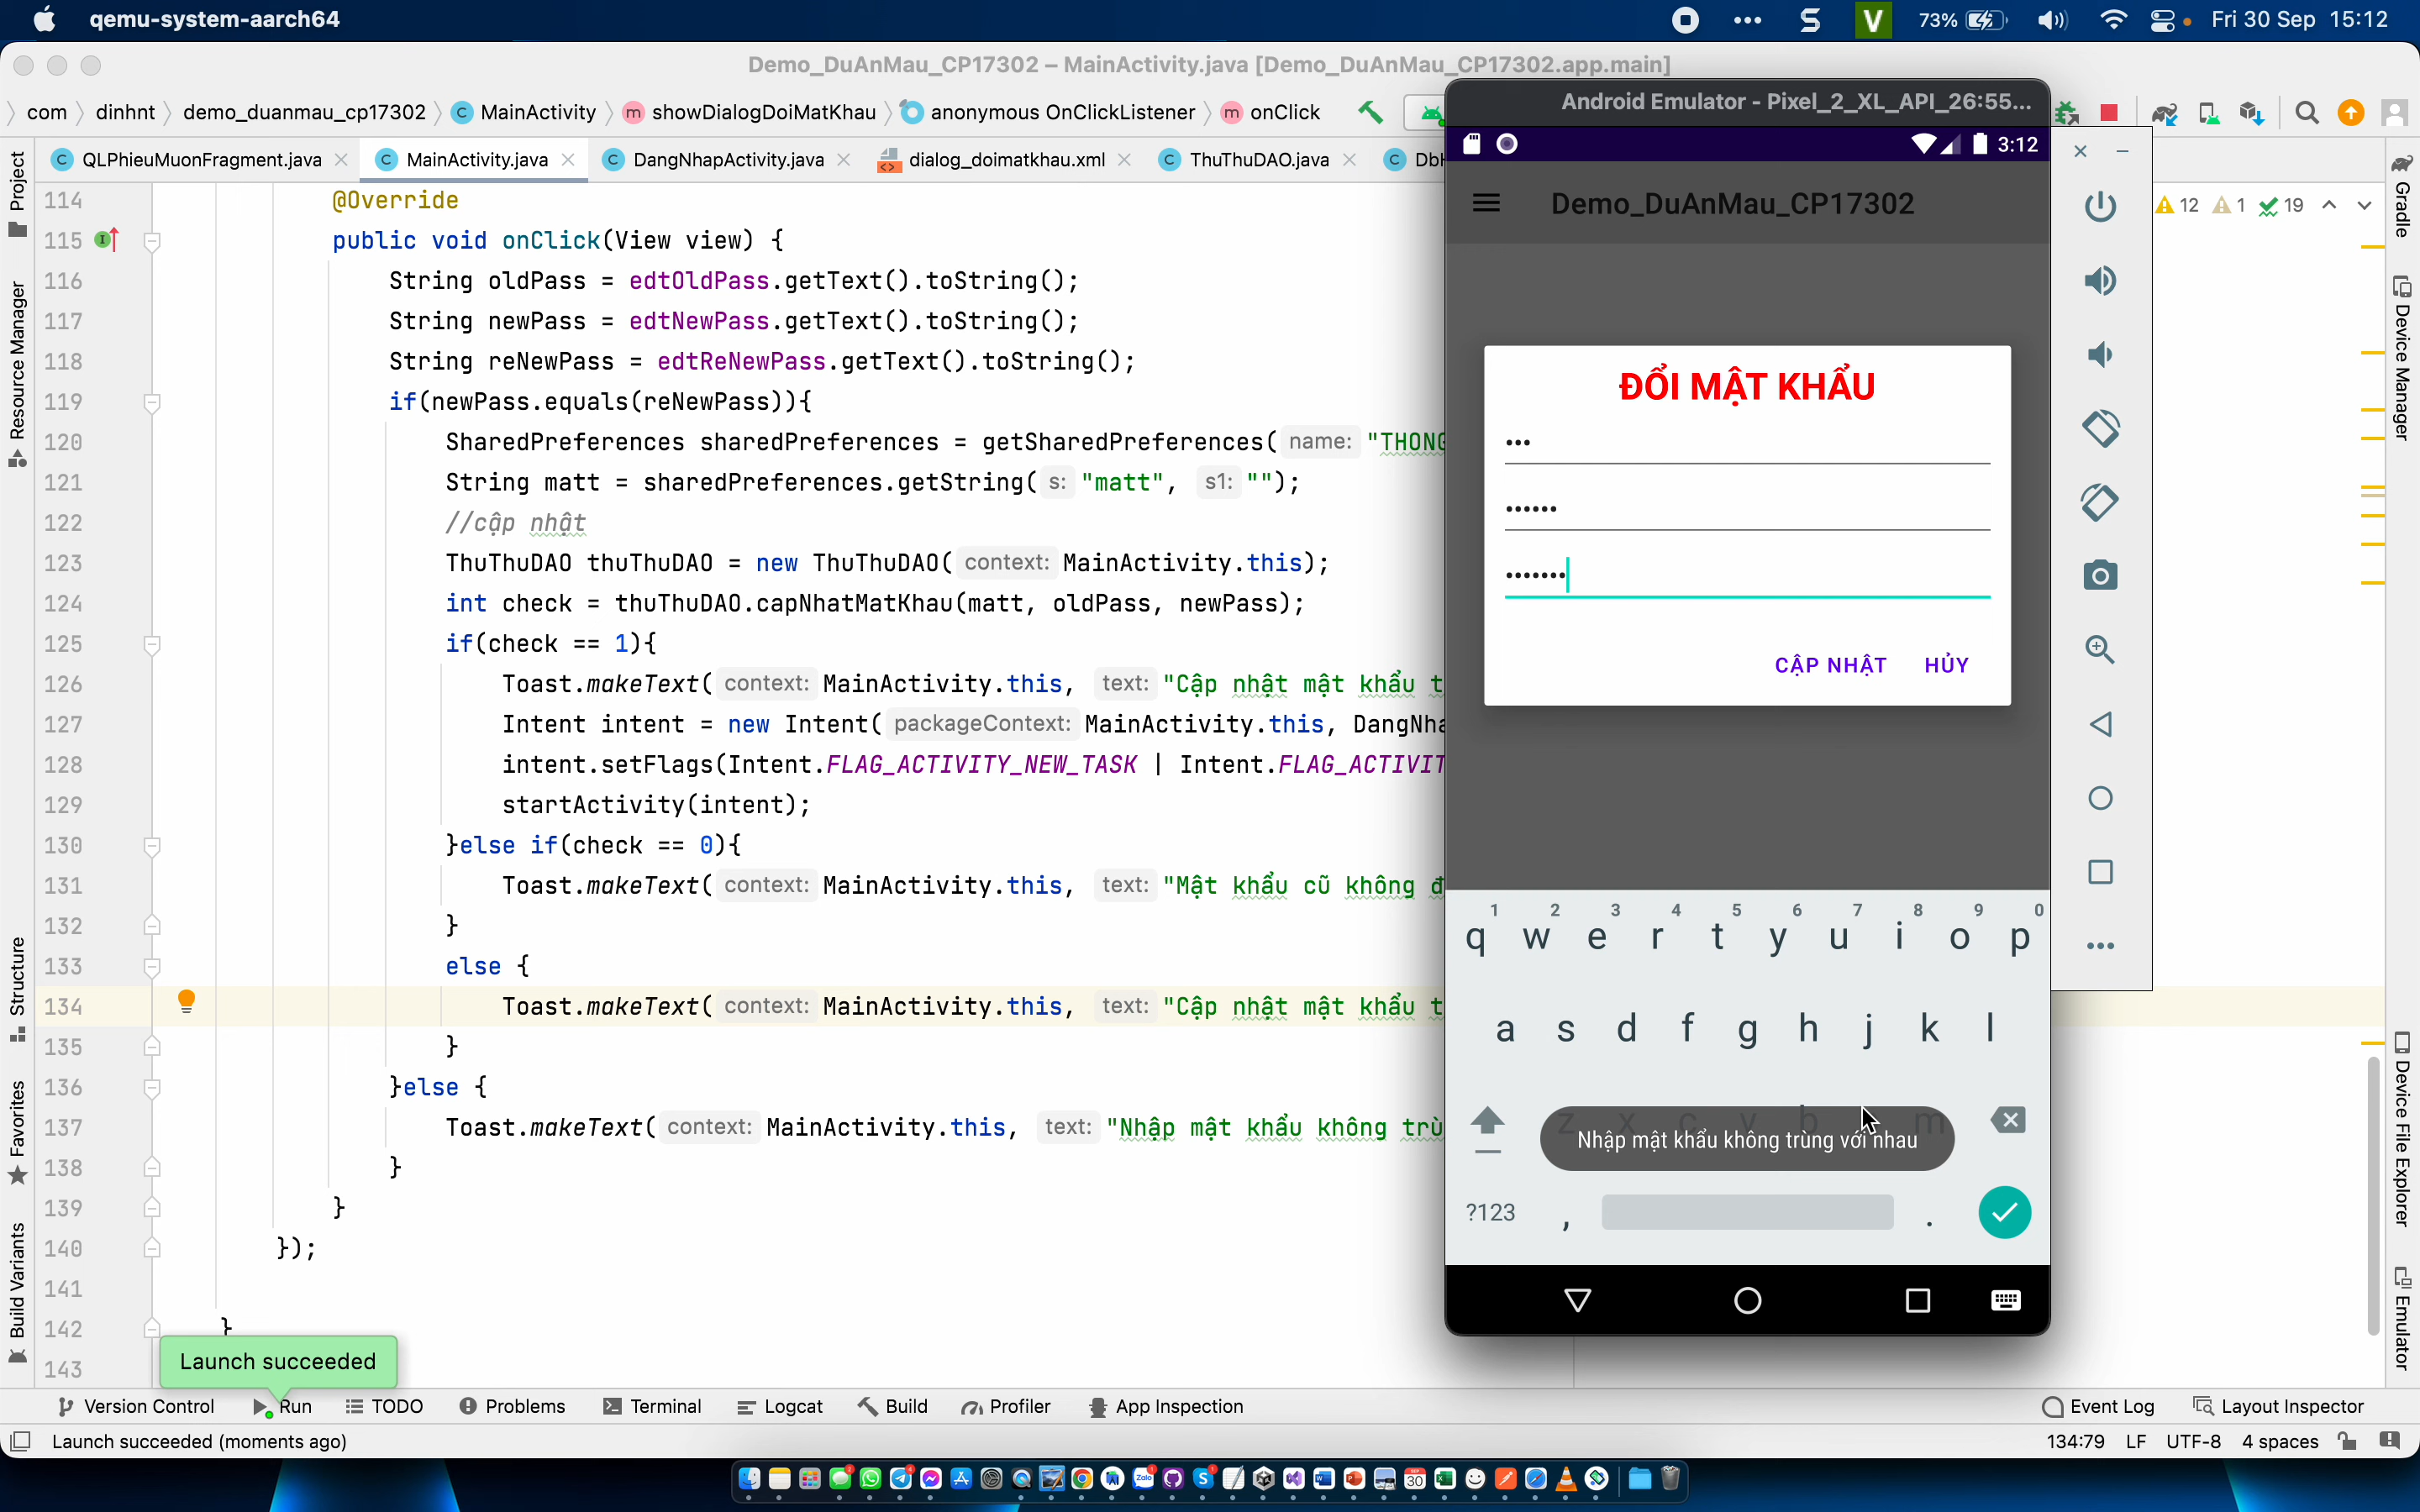 qemu-system-aarch64
73%
Fri 30 Sep 15:12
Demo_DuAnMau_CP17302 – MainActivity.java [Demo_DuAnMau_CP17302.app.main]
com dinhnt demo_duanmau_cp17302 MainActivity showDialogDoiMatKhau anonymous OnClickListener onClick
QLPhieuMuonFragment.java MainActivity.java DangNhapActivity.java dialog_doimatkhau.xml ThuThuDAO.java
12 1 19
114 @Override
115 public void onClick(View view) {
116 String oldPass = edtOldPass.getText().toString();
117 String newPass = edtNewPass.getText().toString();
118 String reNewPass = edtReNewPass.getText().toString();
119 if(newPass.equals(reNewPass)){
120 SharedPreferences sharedPreferences = getSharedPreferences( name: "THONG
121 String matt = sharedPreferences.getString( s: "matt", s1: "");
122 //cập nhật
123 ThuThuDAO thuThuDAO = new ThuThuDAO( context: MainActivity.this);
124 int check = thuThuDAO.capNhatMatKhau(matt, oldPass, newPass);
125 if(check == 1){
126 Toast.makeText( context: MainActivity.this, text: "Cập nhật mật khẩu t
127 Intent intent = new Intent( packageContext: MainActivity.this, DangNha
128 intent.setFlags(Intent.FLAG_ACTIVITY_NEW_TASK | Intent.FLAG_ACTIVIT
129 startActivity(intent);
130 }else if(check == 0){
131 Toast.makeText( context: MainActivity.this, text: "Mật khẩu cũ không đ
132 }
133 else {
134 Toast.makeText( context: MainActivity.this, text: "Cập nhật mật khẩu t
135 }
136 }else {
137 Toast.makeText( context: MainActivity.this, text: "Nhập mật khẩu không trù
138 }
139 }
140 });
141
142 }
143
Launch succeeded
Project
Resource Manager
Structure
Favorites
Build Variants
Gradle
Device Manager
Device File Explorer
Emulator
Android Emulator - Pixel_2_XL_API_26:55...
3:12
Demo_DuAnMau_CP17302
ĐỔI MẬT KHẨU
•••
••••••
•••••••
CẬP NHẬT HỦY
1 2 3 4 5 6 7 8 9 0
q w e r t y u i o p
a s d f g h j k l
z x c v b m
Nhập mật khẩu không trùng với nhau
?123 , .
Version Control Run TODO Problems Terminal Logcat Build Profiler App Inspection Event Log Layout Inspector
Launch succeeded (moments ago)
134:79 LF UTF-8 4 spaces